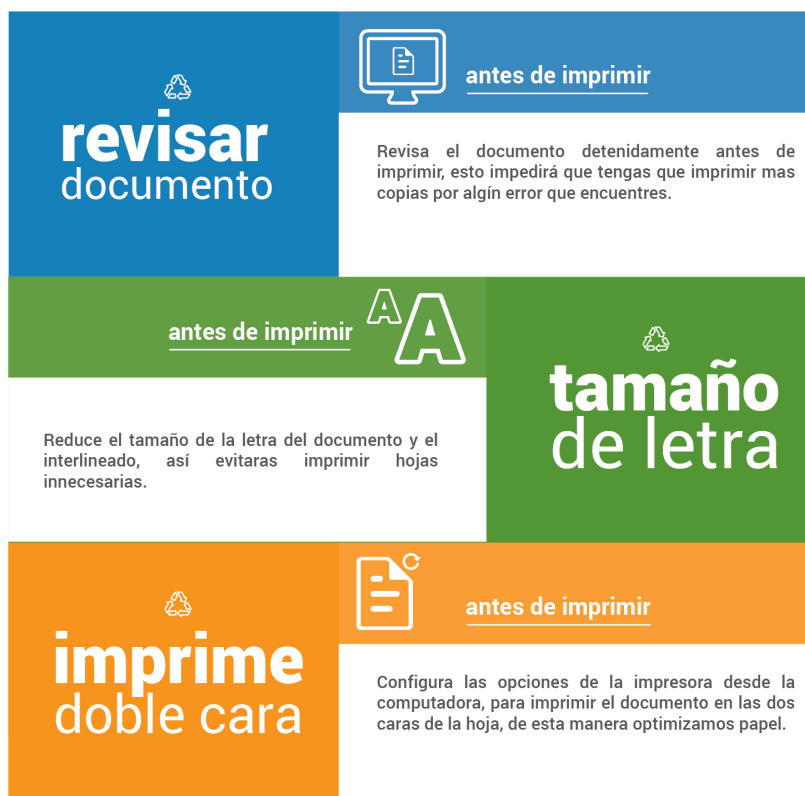 revisar
documento
antes de imprimir
Revisa el documento detenidamente antes de
imprimir, esto impedirá que tengas que imprimir mas
copias por algín error que encuentres.
antes de imprimir
AA
tamaño
de letra
Reduce el tamaño de la letra del documento y el
interlineado, así evitaras imprimir hojas
innecesarias.
imprime
doble cara
antes de imprimir
Configura las opciones de la impresora desde la
computadora, para imprimir el documento en las dos
caras de la hoja, de esta manera optimizamos papel.